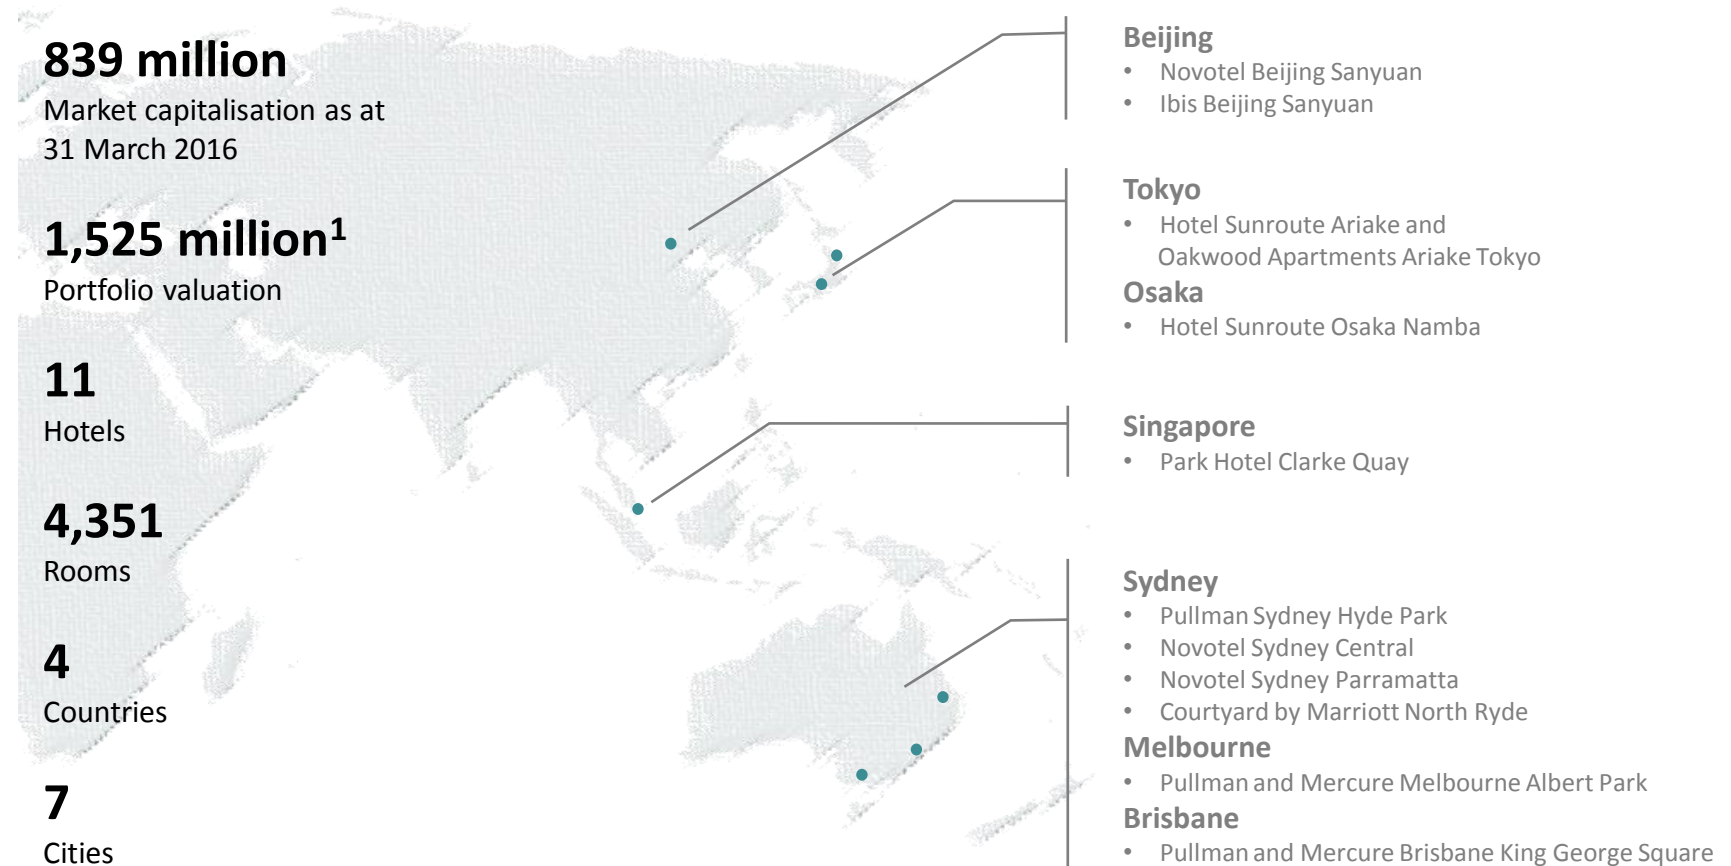 839 million
Market capitalisation as at
31 March 2016
1,525 million¹
Portfolio valuation
11
Hotels
4,351
Rooms
4
Countries
7
Cities
Beijing
• Novotel Beijing Sanyuan
• Ibis Beijing Sanyuan
Tokyo
• Hotel Sunroute Ariake and
Oakwood Apartments Ariake Tokyo
Osaka
• Hotel Sunroute Osaka Namba
Singapore
• Park Hotel Clarke Quay
Sydney
• Pullman Sydney Hyde Park
• Novotel Sydney Central
• Novotel Sydney Parramatta
• Courtyard by Marriott North Ryde
Melbourne
• Pullman and Mercure Melbourne Albert Park
Brisbane
• Pullman and Mercure Brisbane King George Square